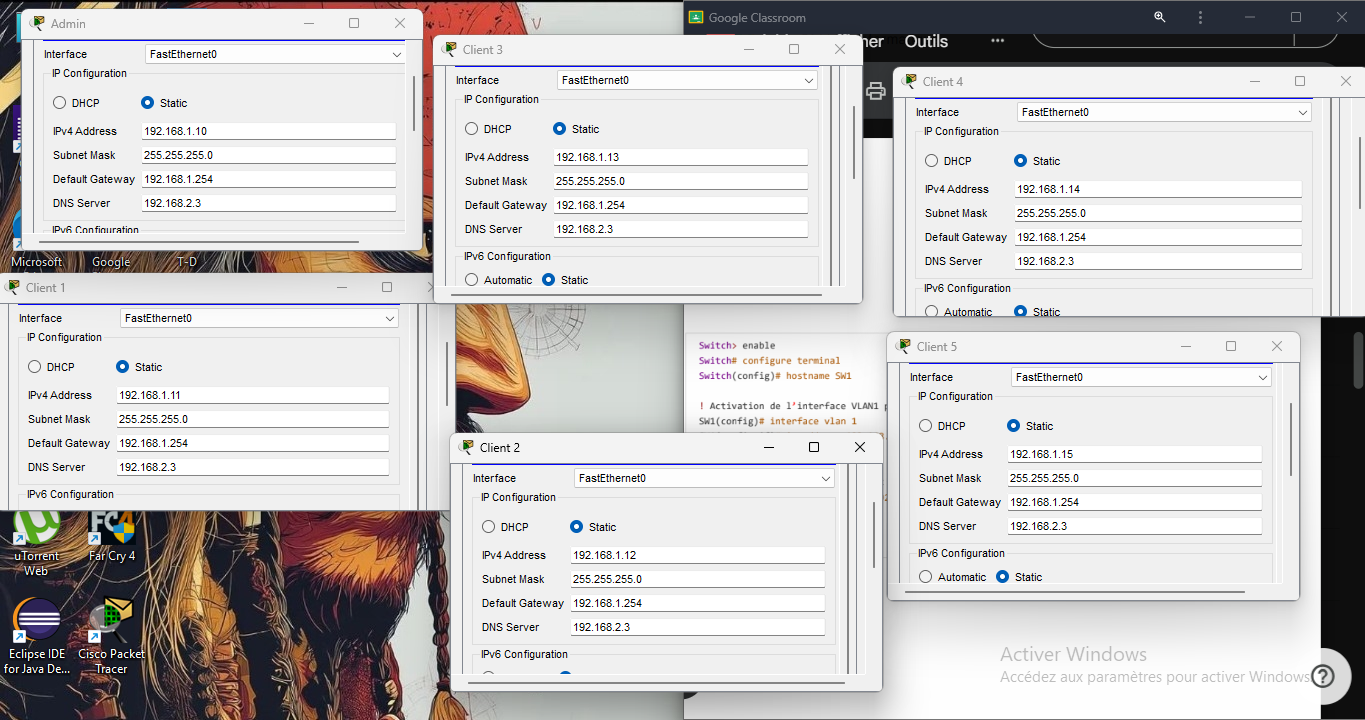 Admin
Interface FastEthernet0
IP Configuration
DHCP Static
IPv4 Address 192.168.1.10
Subnet Mask 255.255.255.0
Default Gateway 192.168.1.254
DNS Server 192.168.2.3
IPv6 Configuration
Client 3
Interface FastEthernet0
IP Configuration
DHCP Static
IPv4 Address 192.168.1.13
Subnet Mask 255.255.255.0
Default Gateway 192.168.1.254
DNS Server 192.168.2.3
IPv6 Configuration
Automatic Static
Google Classroom
Outils
Client 4
Interface FastEthernet0
IP Configuration
DHCP Static
IPv4 Address 192.168.1.14
Subnet Mask 255.255.255.0
Default Gateway 192.168.1.254
DNS Server 192.168.2.3
IPv6 Configuration
Automatic Static
Microsoft
Google
T-D
Client 1
Interface FastEthernet0
IP Configuration
DHCP Static
IPv4 Address 192.168.1.11
Subnet Mask 255.255.255.0
Default Gateway 192.168.1.254
DNS Server 192.168.2.3
IPv6 Configuration
Switch> enable
Switch# configure terminal
Switch(config)# hostname SW1
! Activation de l’interface VLAN1
SW1(config)# interface vlan 1
Client 5
Interface FastEthernet0
IP Configuration
DHCP Static
IPv4 Address 192.168.1.15
Subnet Mask 255.255.255.0
Default Gateway 192.168.1.254
DNS Server 192.168.2.3
IPv6 Configuration
Automatic Static
Client 2
Interface FastEthernet0
IP Configuration
DHCP Static
IPv4 Address 192.168.1.12
Subnet Mask 255.255.255.0
Default Gateway 192.168.1.254
DNS Server 192.168.2.3
IPv6 Configuration
uTorrent
Web
FC4
Far Cry 4
Eclipse IDE
for Java De...
Cisco Packet
Tracer
Activer Windows
Accédez aux paramètres pour activer Windows